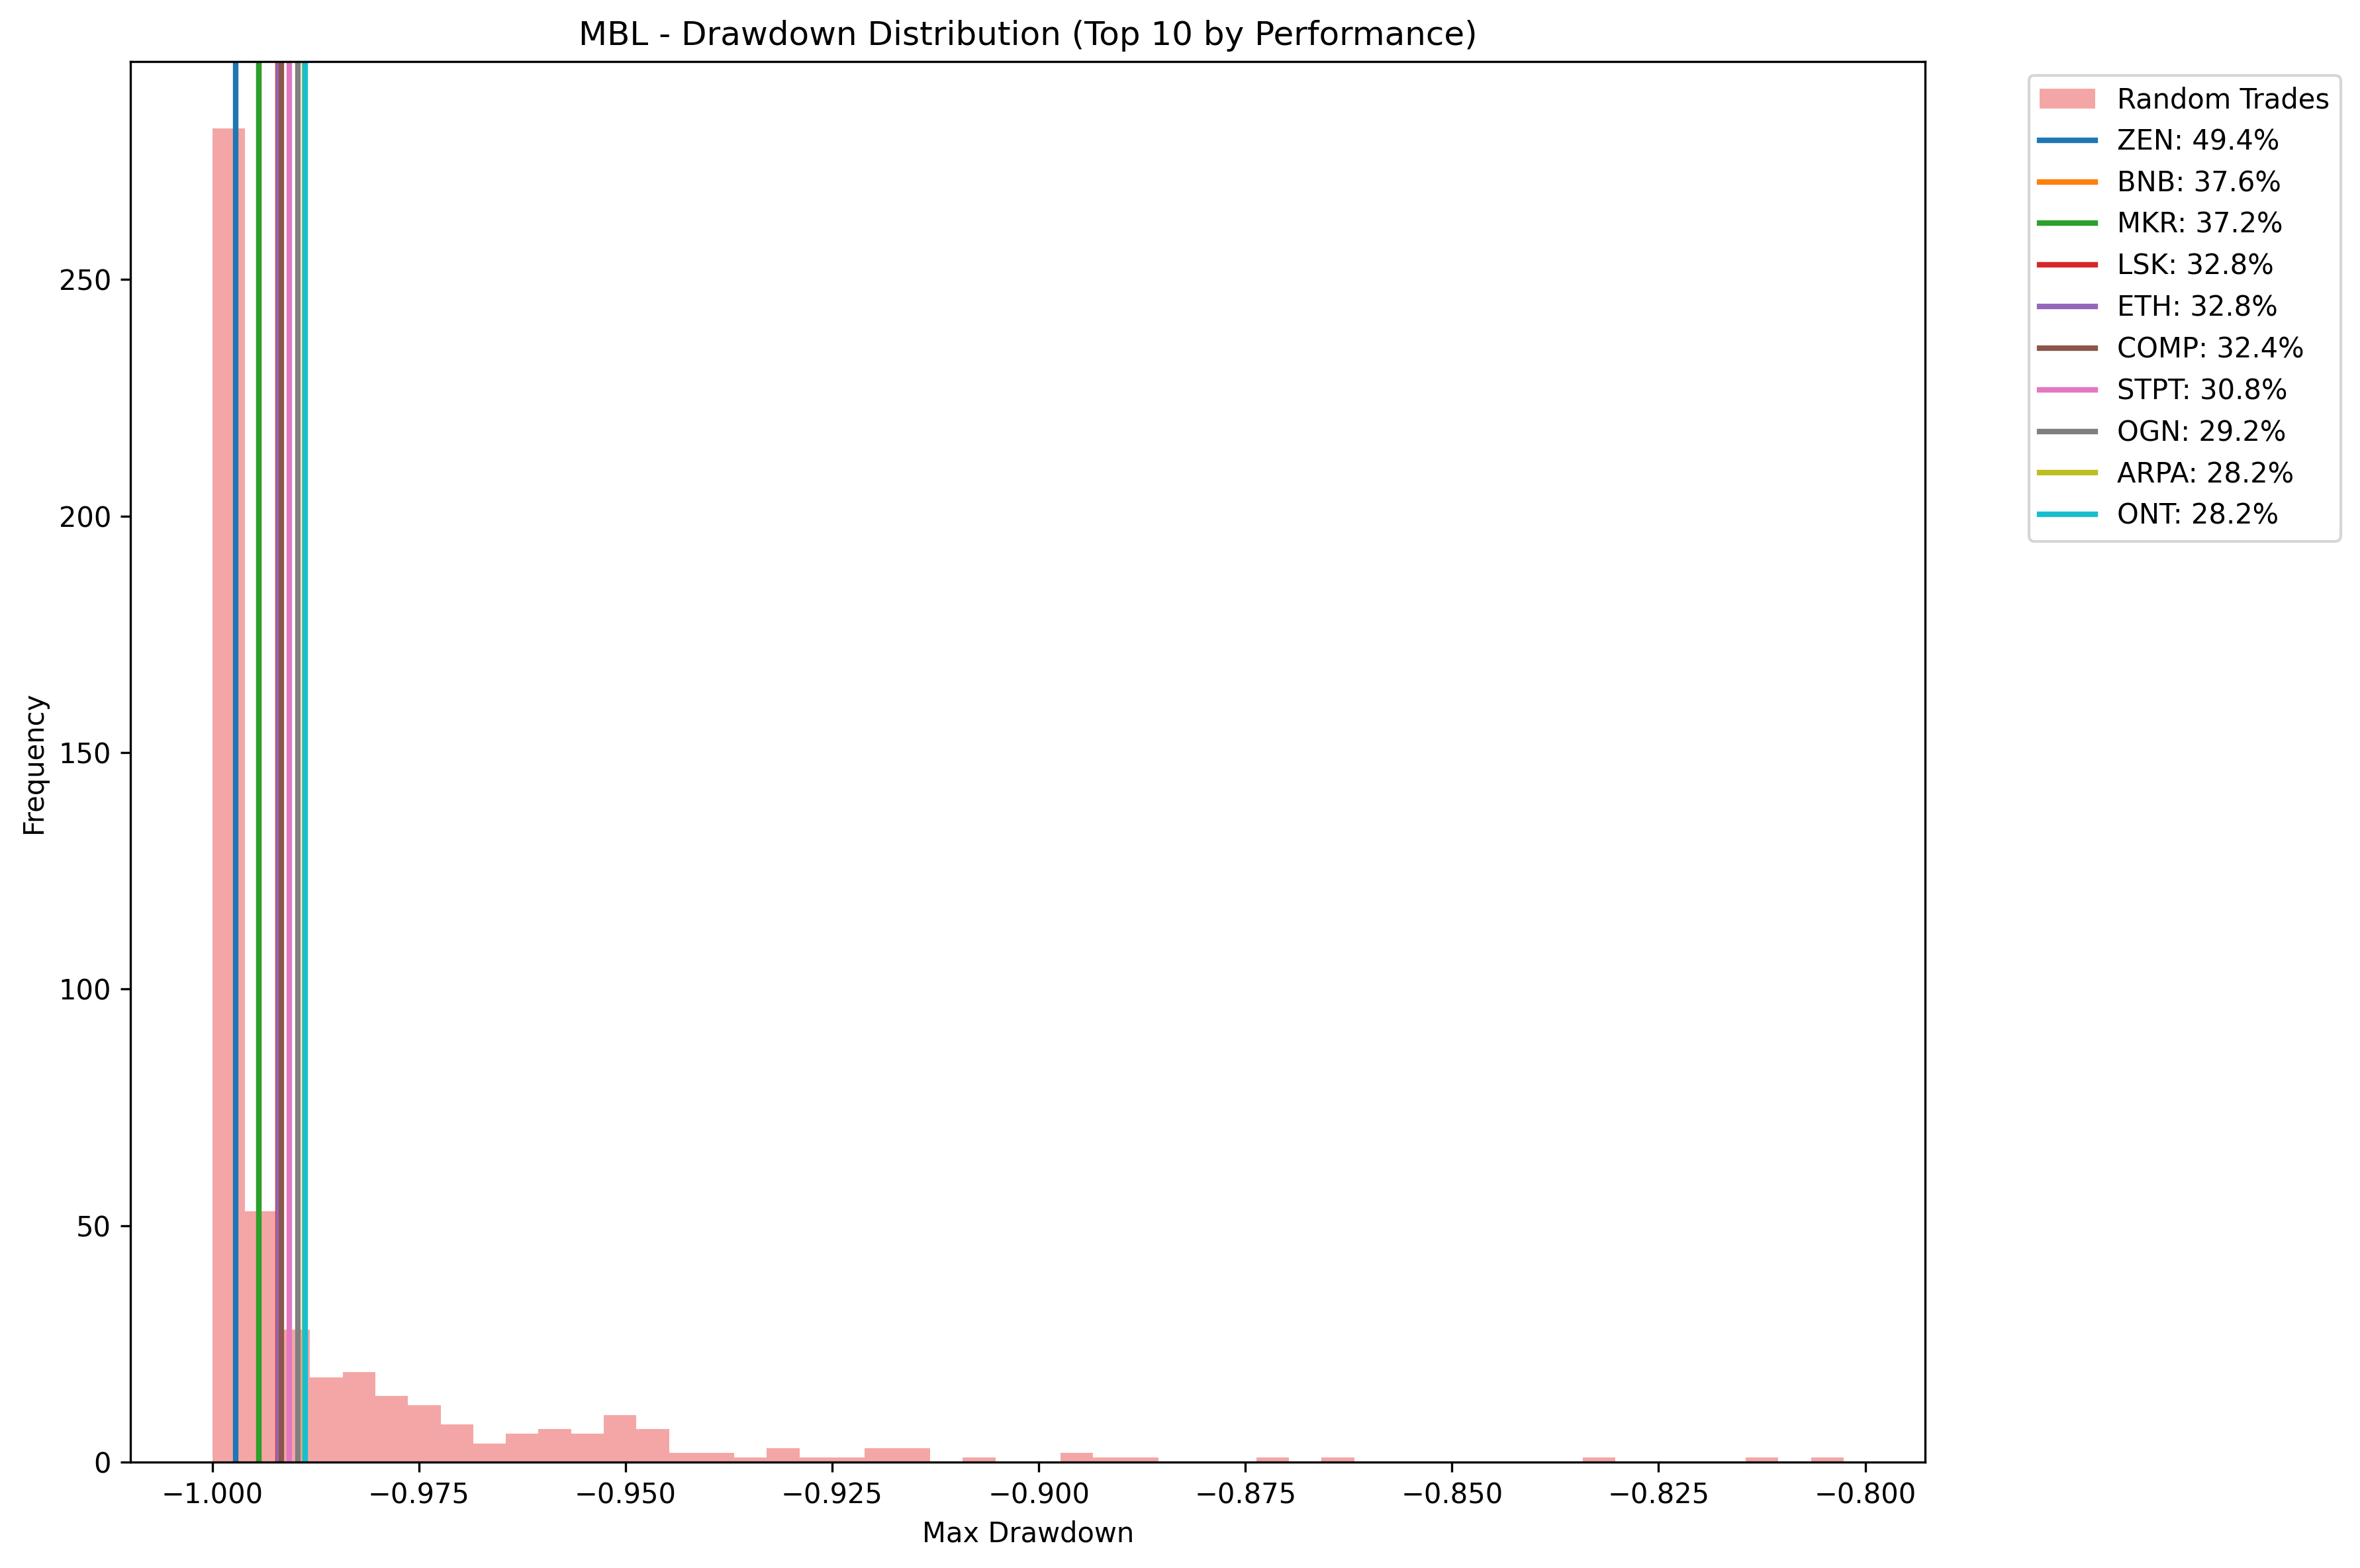 MBL - Drawdown Distribution (Top 10 by Performance)
Random Trades
ZEN: 49.4%
BNB: 37.6%
MKR: 37.2%
LSK: 32.8%
ETH: 32.8%
COMP: 32.4%
STPT: 30.8%
OGN: 29.2%
ARPA: 28.2%
ONT: 28.2%
Frequency
250
200
150
100
50
0
−1.000 −0.975 −0.950 −0.925 −0.900 −0.875 −0.850 −0.825 −0.800
Max Drawdown